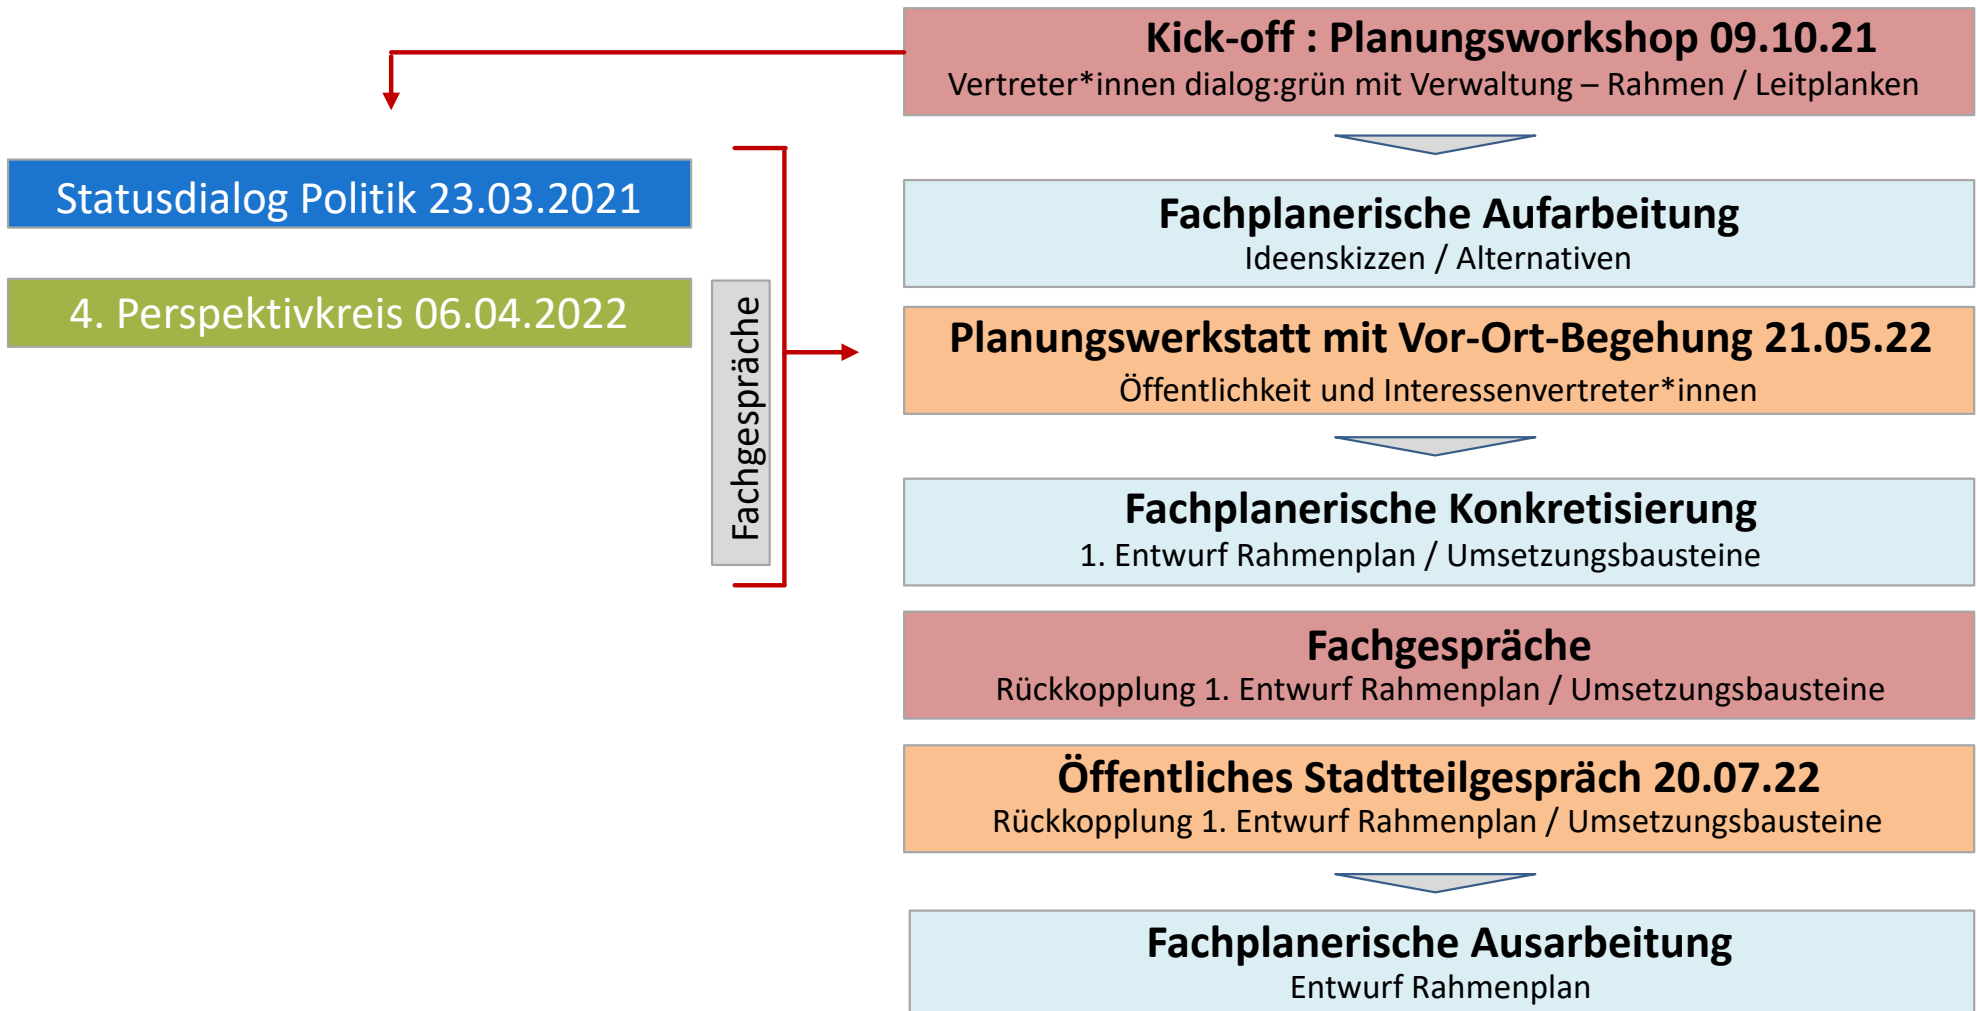 Kick-off : Planungsworkshop 09.10.21
Vertreter*innen dialog:grün mit Verwaltung – Rahmen / Leitplanken
Statusdialog Politik 23.03.2021
4. Perspektivkreis 06.04.2022
Fachgespräche
Fachplanerische Aufarbeitung
Ideenskizzen / Alternativen
Planungswerkstatt mit Vor-Ort-Begehung 21.05.22
Öffentlichkeit und Interessenvertreter*innen
Fachplanerische Konkretisierung
1. Entwurf Rahmenplan / Umsetzungsbausteine
Fachgespräche
Rückkopplung 1. Entwurf Rahmenplan / Umsetzungsbausteine
Öffentliches Stadtteilgespräch 20.07.22
Rückkopplung 1. Entwurf Rahmenplan / Umsetzungsbausteine
Fachplanerische Ausarbeitung
Entwurf Rahmenplan